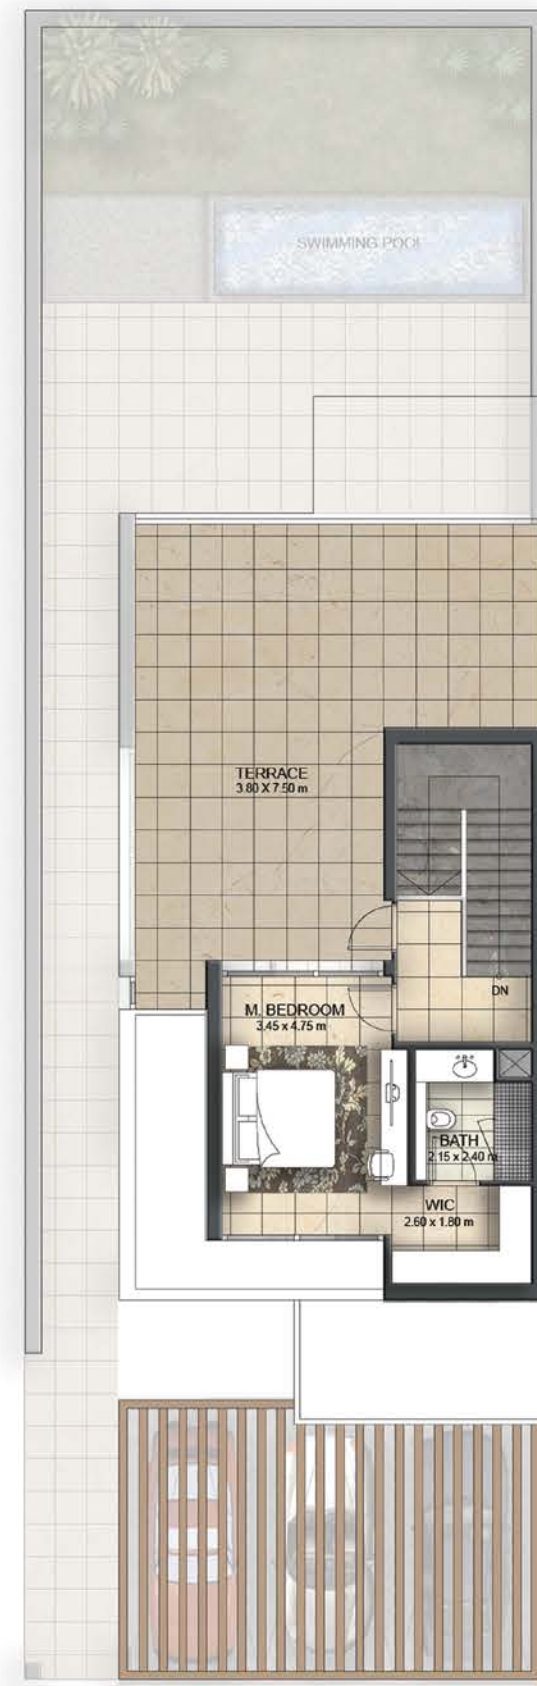 SWIMMING POOL
TERRACE
3.80 X 7.50 m
DN
M. BEDROOM
3.45 x 4.75 m
BATH
2.15 x 2.40 m
WIC
2.60 x 1.80 m